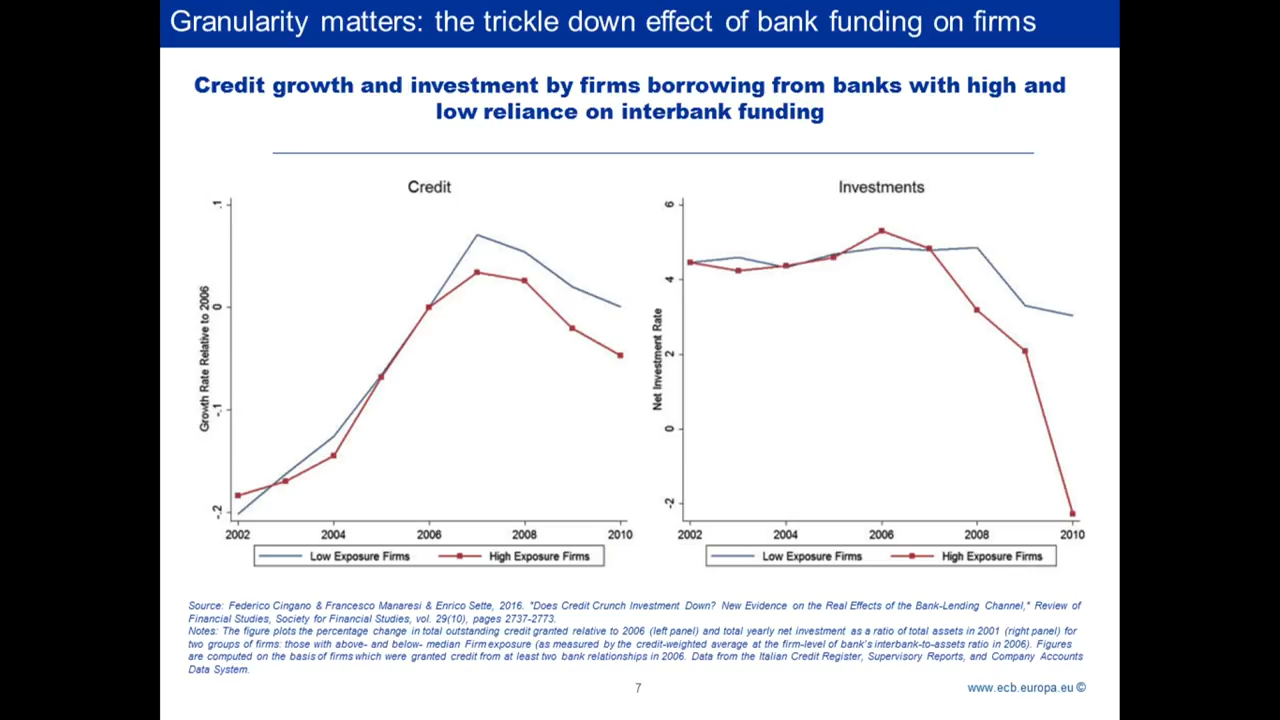 Granularity matters: the trickle down effect of bank funding on firms
Credit growth and investment by firms borrowing from banks with high and
low reliance on interbank funding
Credit
Growth Rate Relative to 2006
.1
0
-.1
-.2
2002
2004
2006
2008
2010
Low Exposure Firms
High Exposure Firms
Investments
Net Investment Rate
6
4
2
0
-2
2002
2004
2006
2008
2010
Low Exposure Firms
High Exposure Firms
Source: Federico Cingano & Francesco Manaresi & Enrico Sette, 2016. "Does Credit Crunch Investment Down? New Evidence on the Real Effects of the Bank-Lending Channel," Review of
Financial Studies, Society for Financial Studies, vol. 29(10), pages 2737-2773.
Notes: The figure plots the percentage change in total outstanding credit granted relative to 2006 (left panel) and total yearly net investment as a ratio of total assets in 2001 (right panel) for
two groups of firms: those with above- and below- median Firm exposure (as measured by the credit-weighted average at the firm-level of bank's interbank-to-assets ratio in 2006). Figures
are computed on the basis of firms which were granted credit from at least two bank relationships in 2006. Data from the Italian Credit Register, Supervisory Reports, and Company Accounts
Data System.
7
www.ecb.europa.eu ©